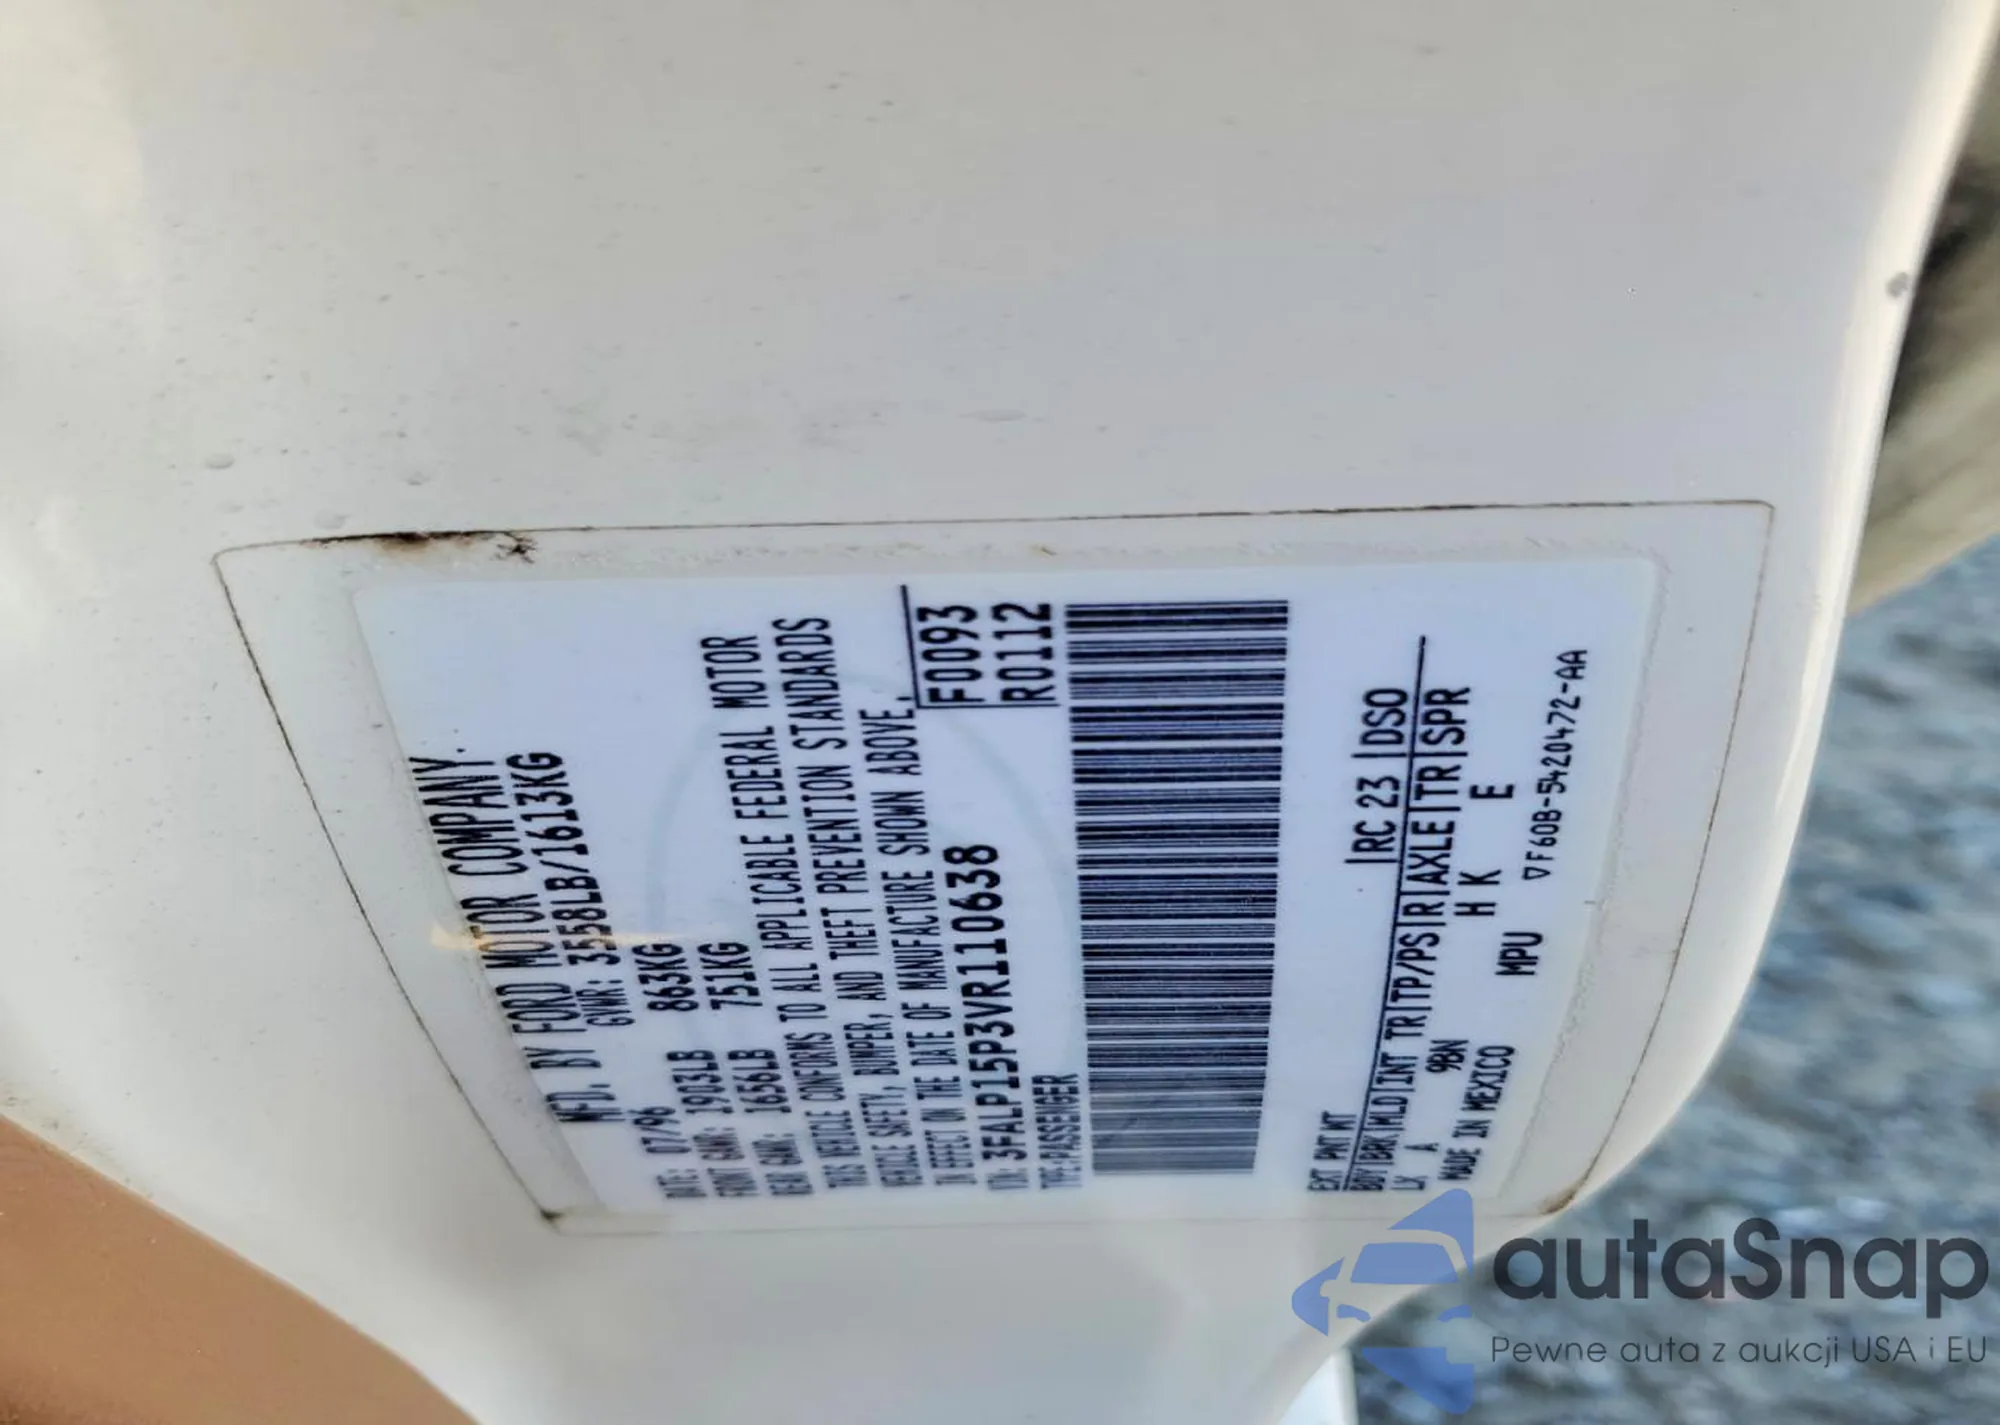 MFD. BY FORD MOTOR COMPANY.
DATE: 07/96 GVWR: 3558LB/1613KG
FRONT GAWR: 1903LB 863KG
REAR GAWR: 1656LB 751KG
THIS VEHICLE CONFORMS TO ALL APPLICABLE FEDERAL MOTOR
VEHICLE SAFETY, BUMPER, AND THEFT PREVENTION STANDARDS
IN EFFECT ON THE DATE OF MANUFACTURE SHOWN ABOVE.
VIN: 3FALP15P3VR110638 F0093
TYPE:PASSENGER R0112
EXT PNT MT |RC 23 |DSO
BDY|BRK|MLD|INT TR|TP/PS|R|AXLE|TR|SPR
LX A 9BN H K E
MADE IN MEXICO MPU
▽F60B-5420472-AA
autaSnap
Pewne auta z aukcji USA i EU